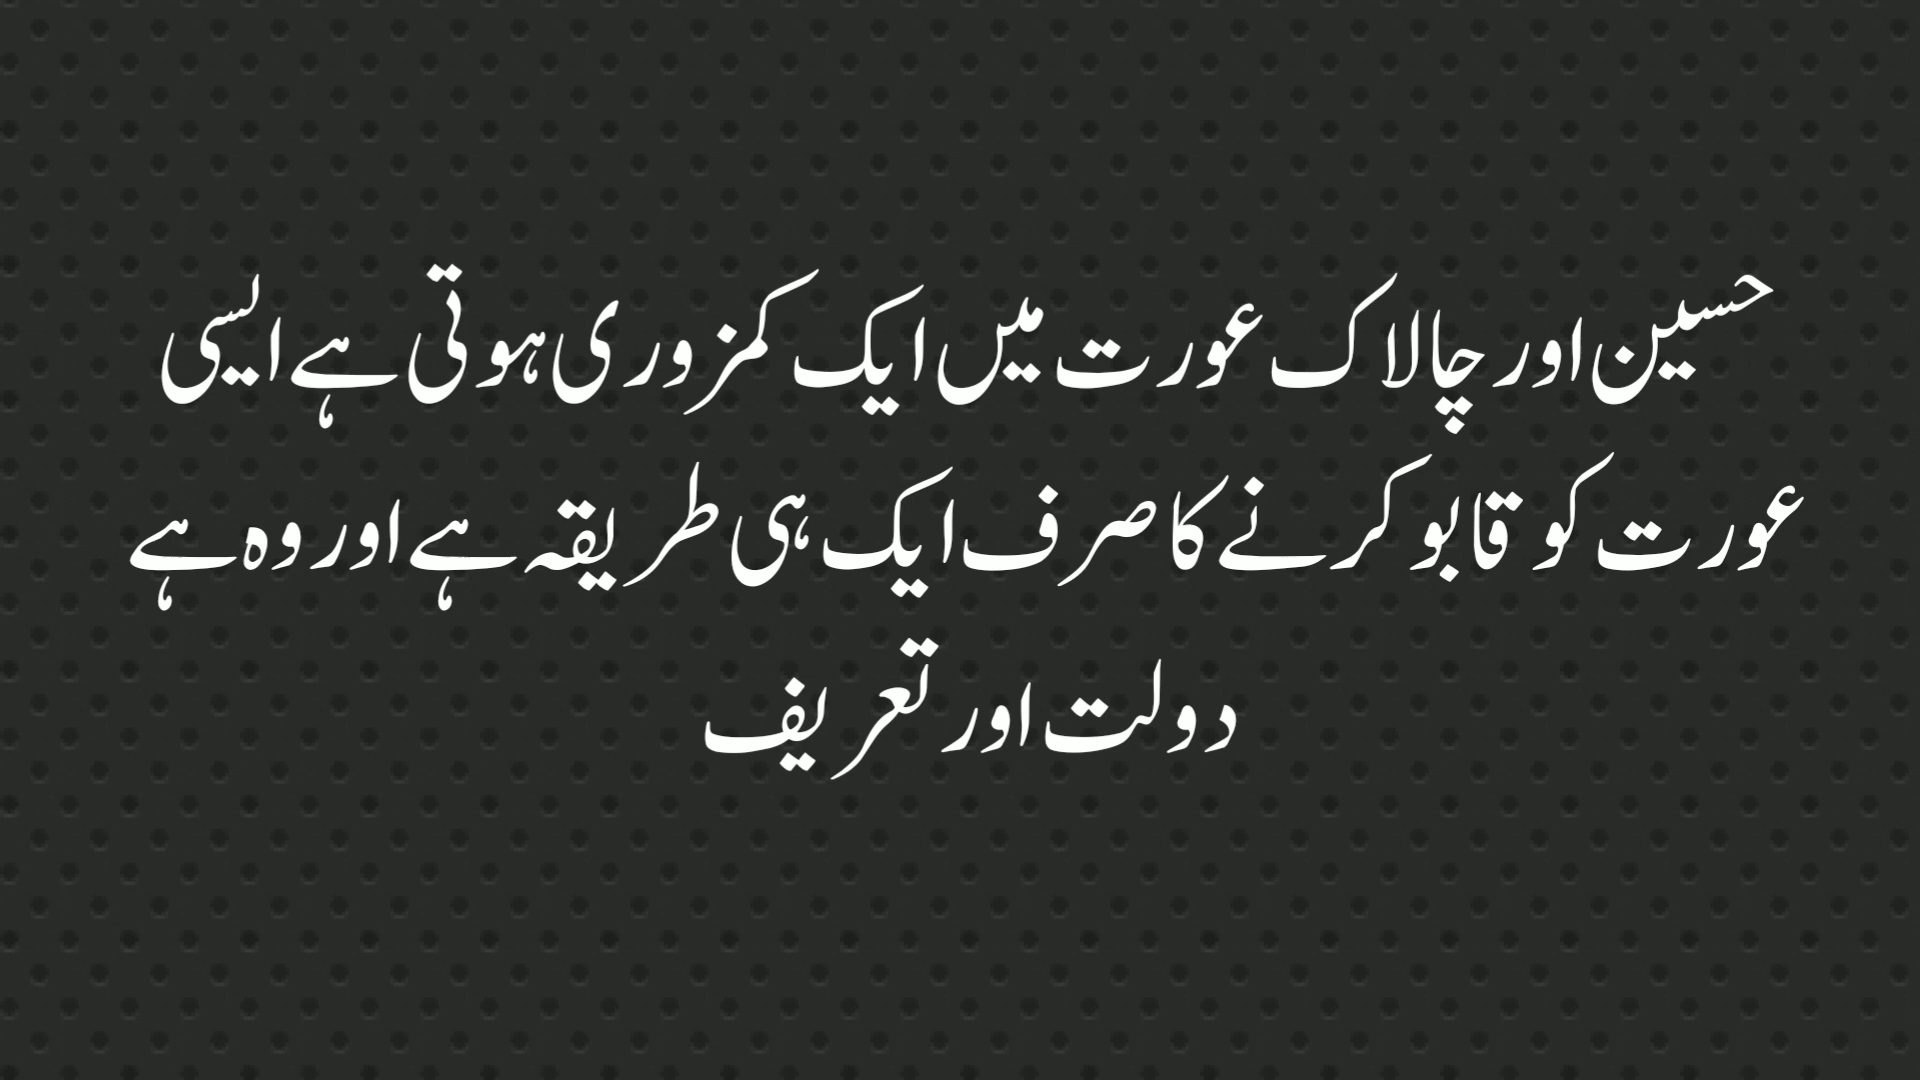 حسین اور چالاک عورت میں ایک کمزوری ہوتی ہے ایسی
عورت کو قابو کرنے کا صرف ایک ہی طریقہ ہے اور وہ ہے
دولت اور تعریف